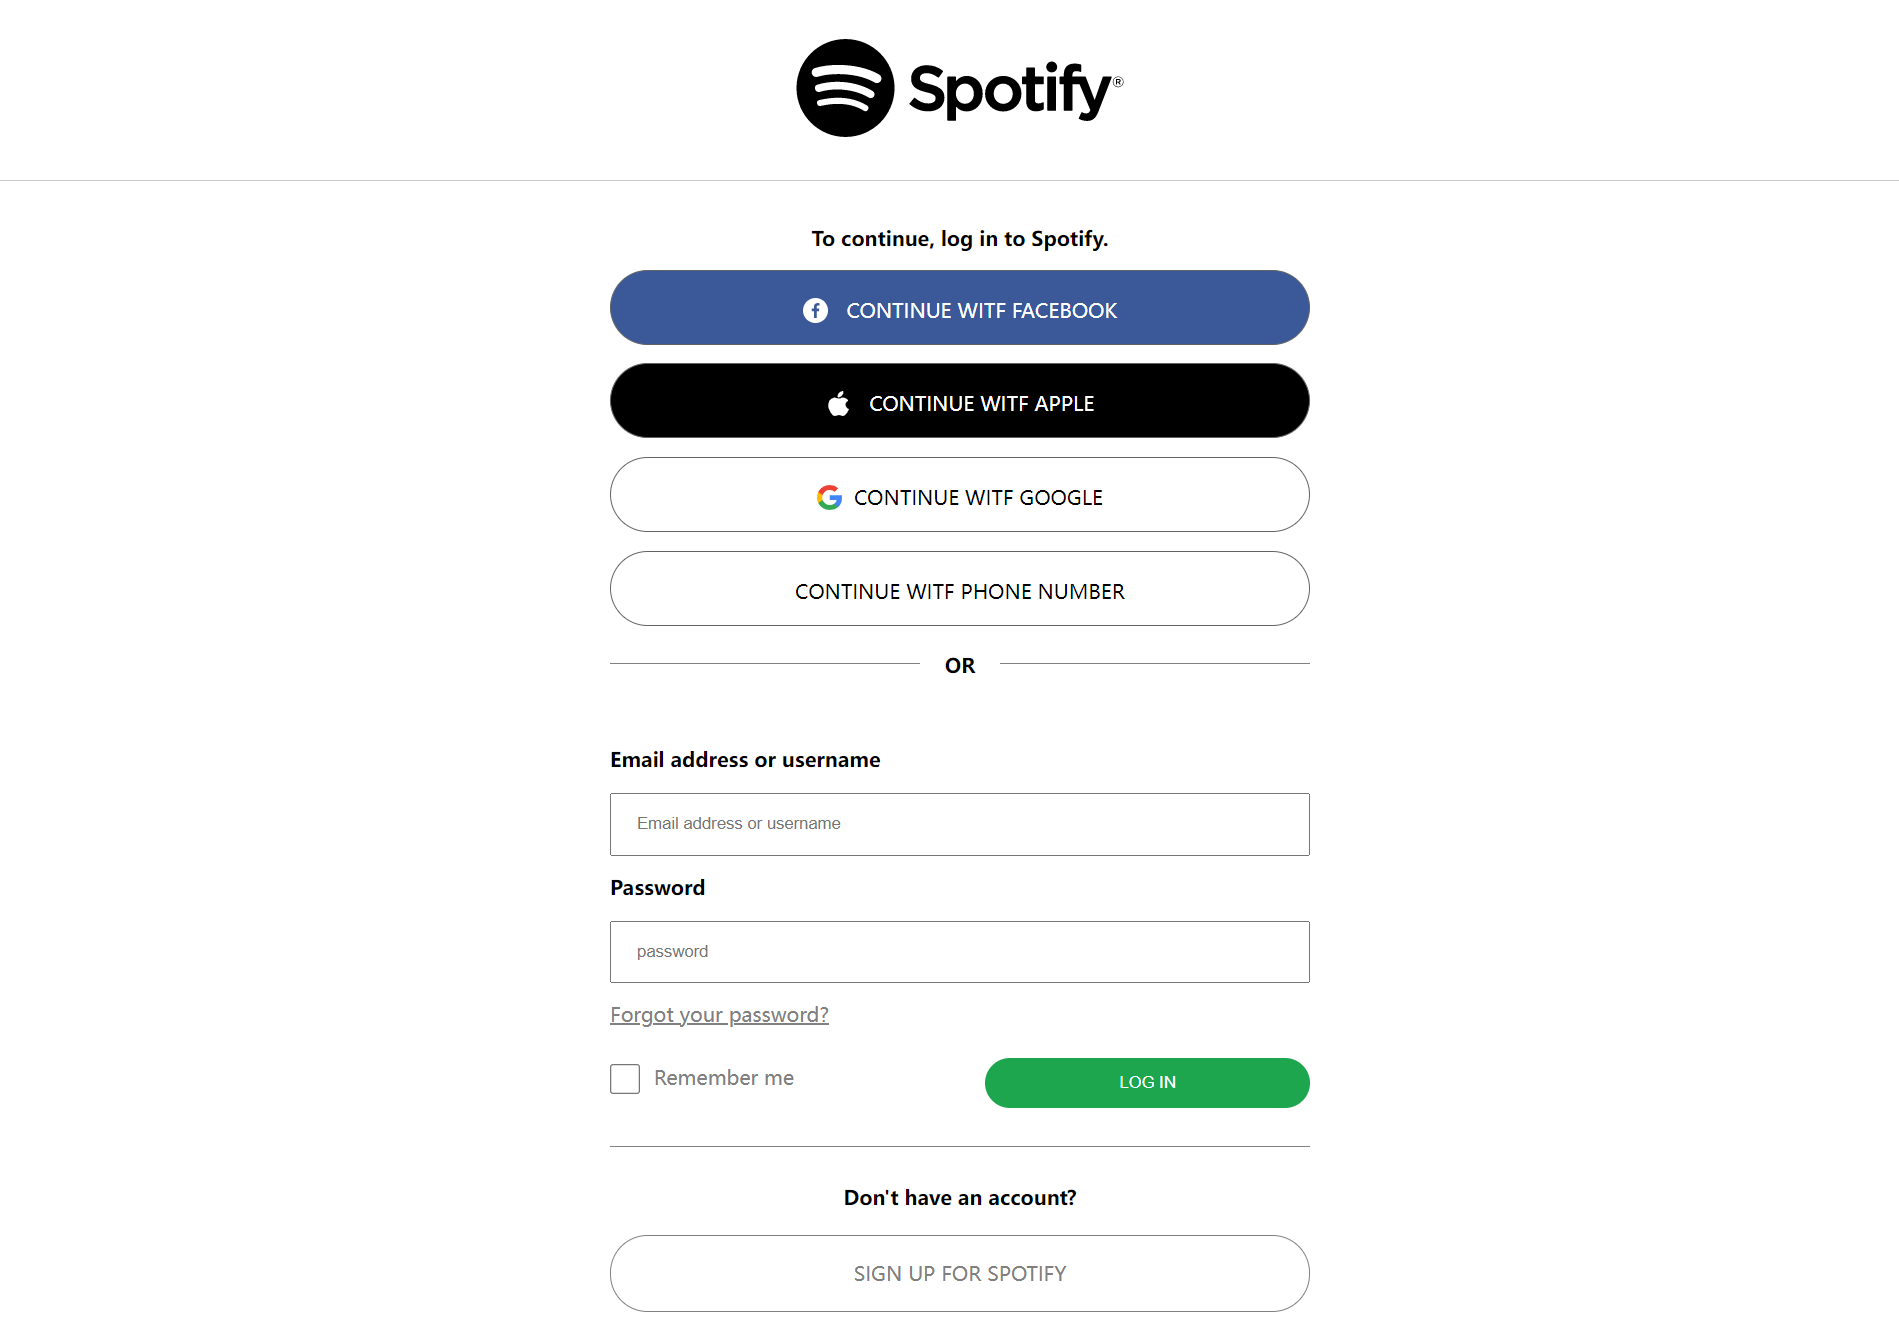 Spotify®
To continue, log in to Spotify.
CONTINUE WITF FACEBOOK
CONTINUE WITF APPLE
CONTINUE WITF GOOGLE
CONTINUE WITF PHONE NUMBER
OR
Email address or username
Email address or username
Password
password
Forgot your password?
Remember me
LOG IN
Don't have an account?
SIGN UP FOR SPOTIFY